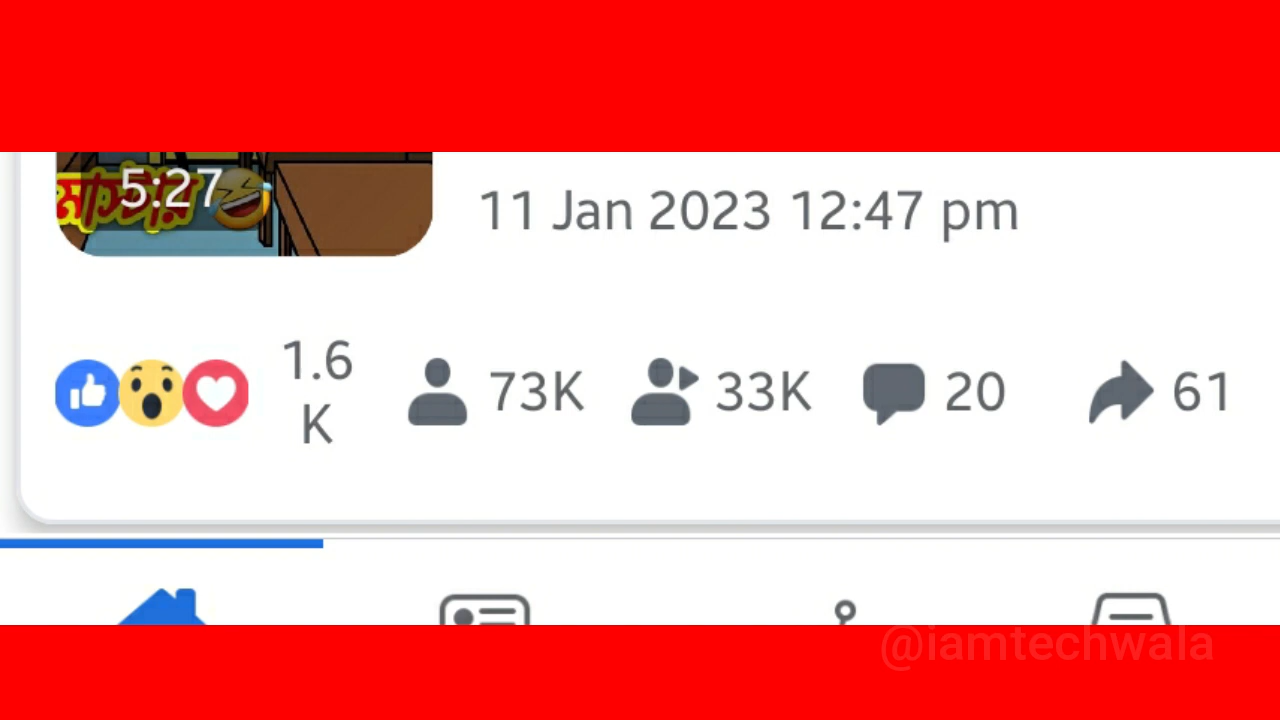 5:27
11 Jan 2023 12:47 pm
1.6
K
73K
33K
20
61
@iamtechwala